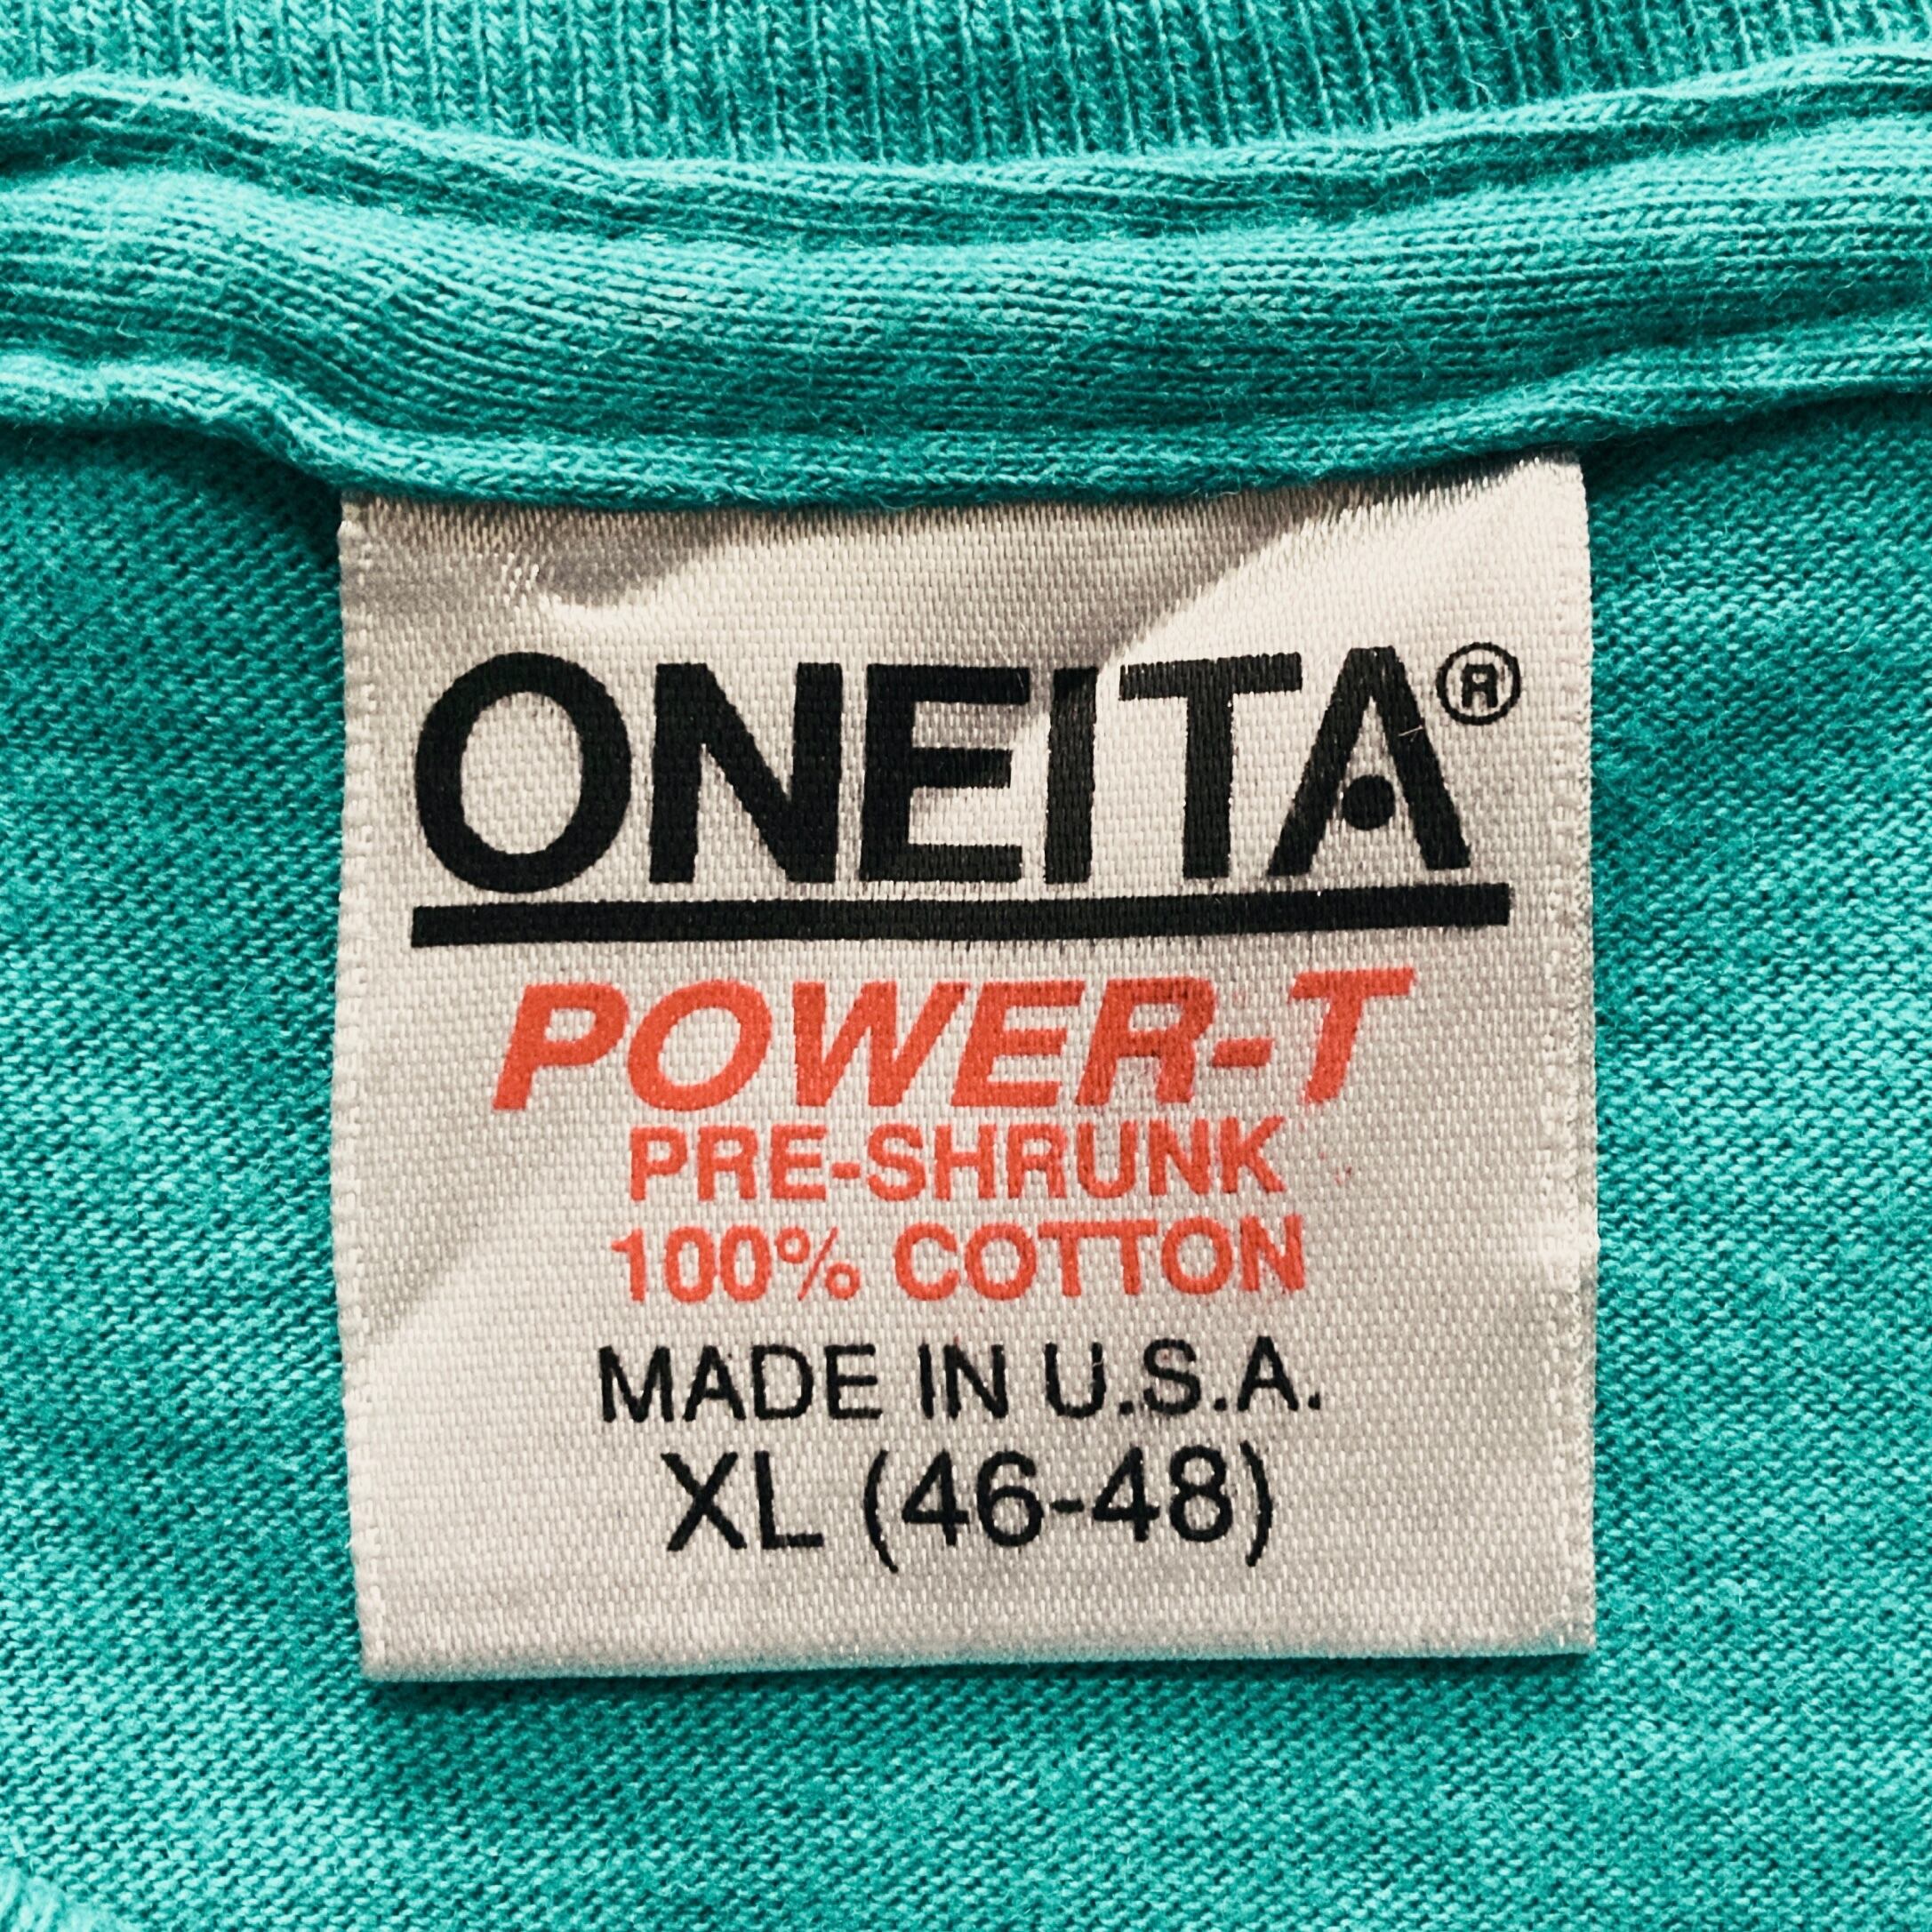 ONEITA®
POWER-T
PRE-SHRUNK
100% COTTON
MADE IN U.S.A.
XL (46-48)